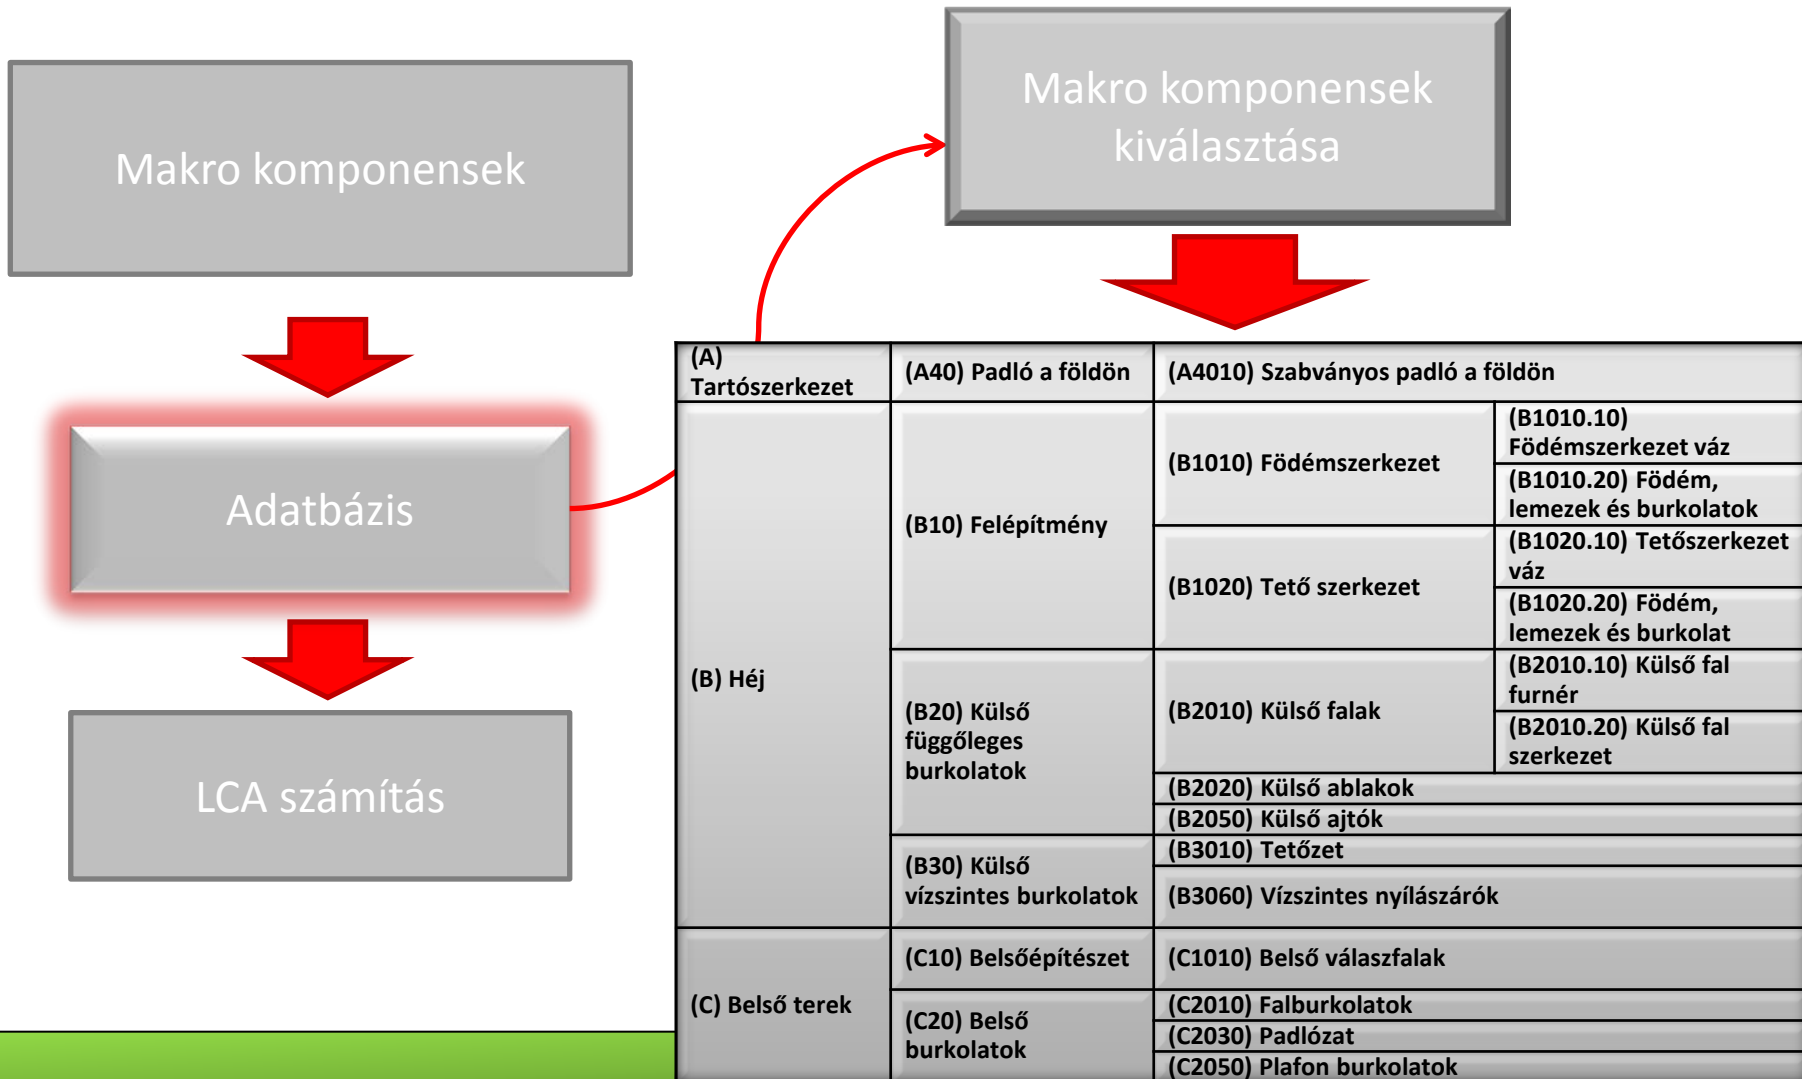 Makro komponensek
Adatbázis
LCA számítás
Makro komponensek
kiválasztása
(A)
Tartószerkezet
(A40) Padló a földön
(A4010) Szabványos padló a földön
(B) Héj
(B10) Felépítmény
(B1010) Födémszerkezet
(B1010.10)
Födémszerkezet váz
(B1010.20) Födém,
lemezek és burkolatok
(B1020) Tető szerkezet
(B1020.10) Tetőszerkezet
váz
(B1020.20) Födém,
lemezek és burkolat
(B20) Külső
függőleges
burkolatok
(B2010) Külső falak
(B2010.10) Külső fal
furnér
(B2010.20) Külső fal
szerkezet
(B2020) Külső ablakok
(B2050) Külső ajtók
(B30) Külső
vízszintes burkolatok
(B3010) Tetőzet
(B3060) Vízszintes nyílászárók
(C) Belső terek
(C10) Belsőépítészet
(C1010) Belső válaszfalak
(C20) Belső
burkolatok
(C2010) Falburkolatok
(C2030) Padlózat
(C2050) Plafon burkolatok